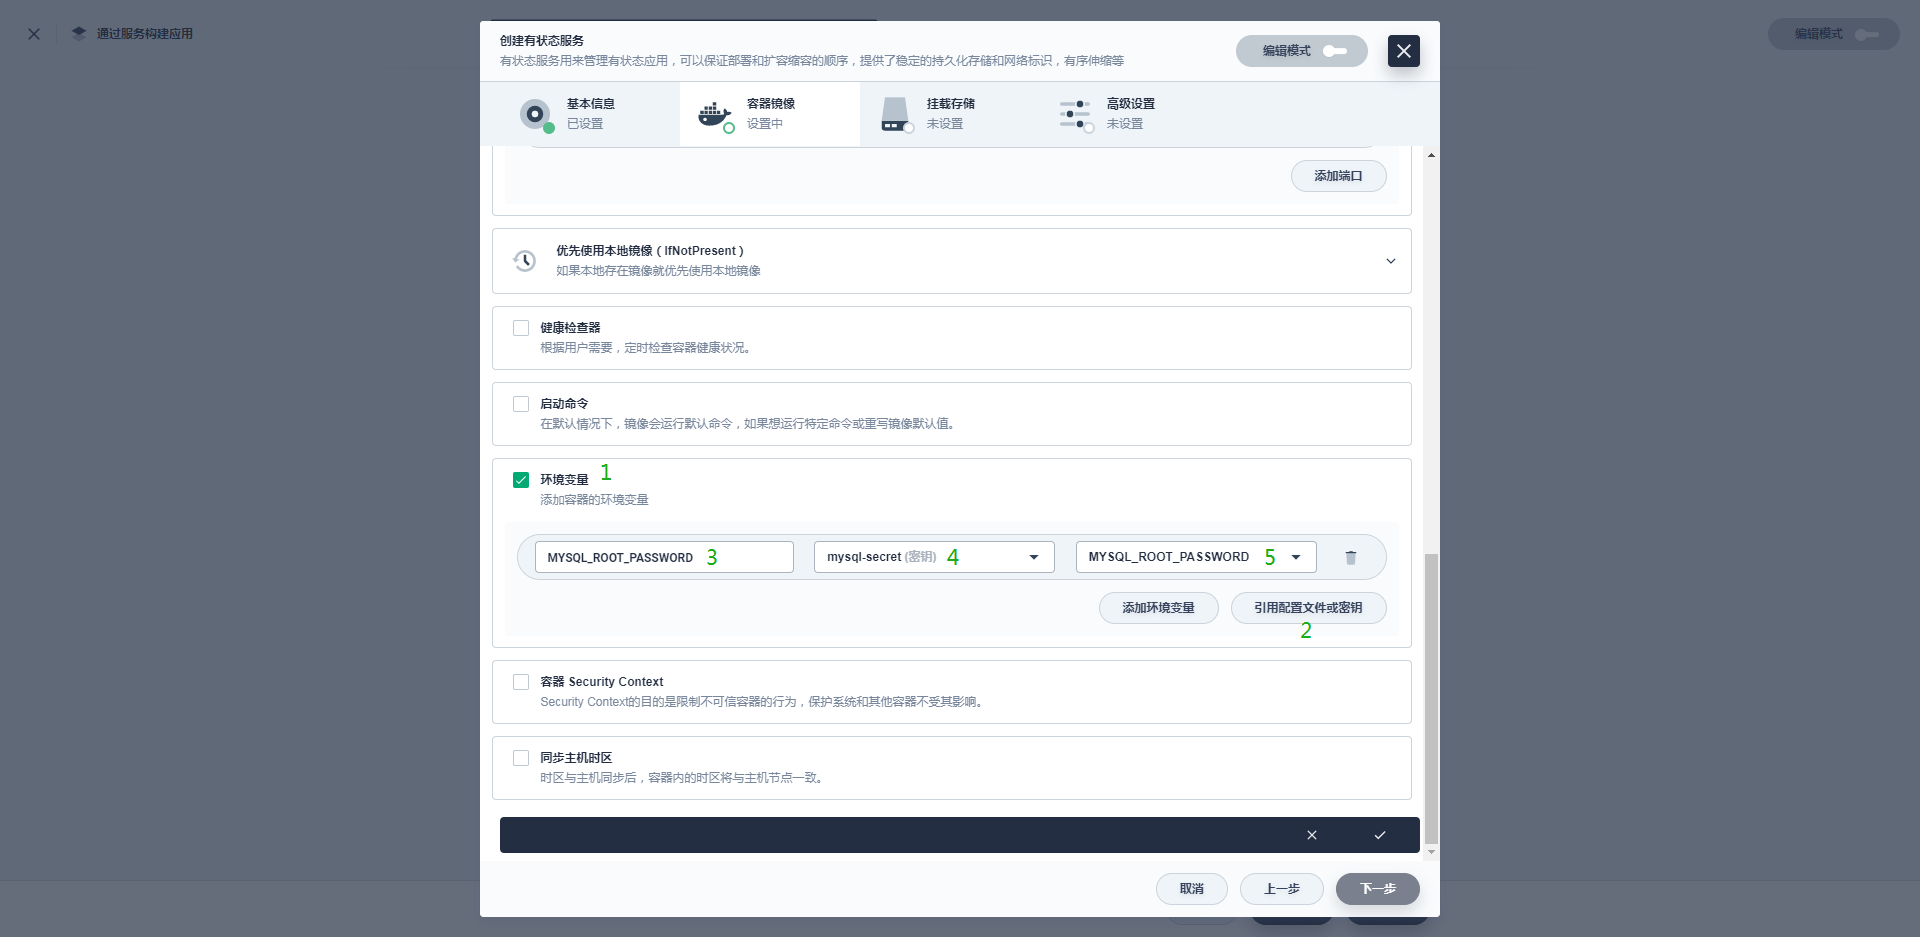 通过服务构建应用
编辑模式
创建有状态服务
有状态服务用来管理有状态应用，可以保证部署和扩容缩容的顺序，提供了稳定的持久化存储和网络标识，有序伸缩等
编辑模式
基本信息
已设置
容器镜像
设置中
挂载存储
未设置
高级设置
未设置
添加端口
优先使用本地镜像（IfNotPresent）
如果本地存在镜像就优先使用本地镜像
健康检查器
根据用户需要，定时检查容器健康状况。
启动命令
在默认情况下，镜像会运行默认命令，如果想运行特定命令或重写镜像默认值。
环境变量 1
添加容器的环境变量
MYSQL_ROOT_PASSWORD 3
mysql-secret (密钥) 4
MYSQL_ROOT_PASSWORD 5
添加环境变量
引用配置文件或密钥
2
容器 Security Context
Security Context的目的是限制不可信容器的行为，保护系统和其他容器不受其影响。
同步主机时区
时区与主机同步后，容器内的时区将与主机节点一致。
取消
上一步
下一步